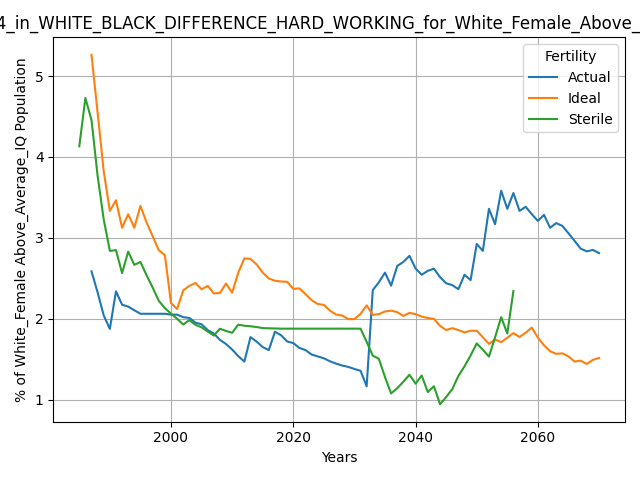 4_in_WHITE_BLACK_DIFFERENCE_HARD_WORKING_for_White_Female_Above_
Fertility
Actual
Ideal
Sterile
% of White_Female Above_Average_IQ Population
5
4
3
2
1
2000
2020
2040
2060
Years